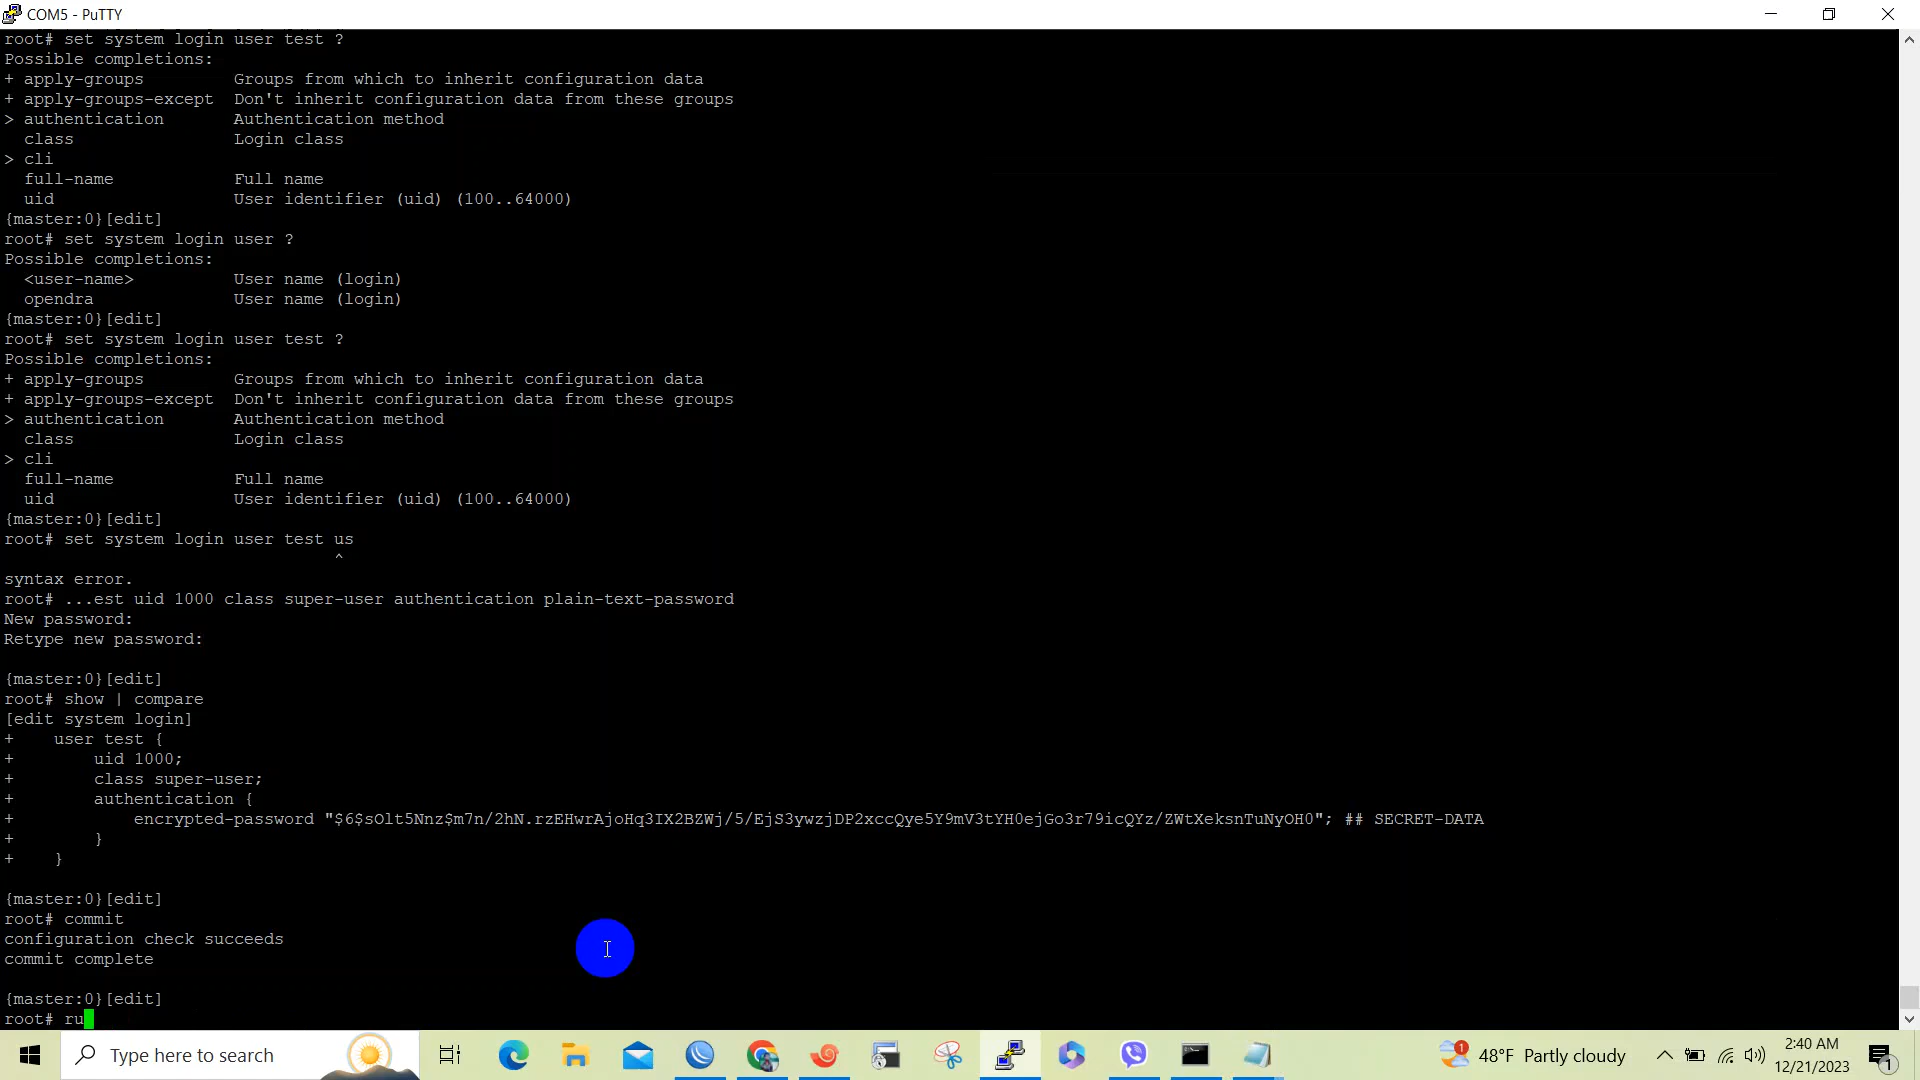 COM5 - PuTTY
root# set system login user test ?
Possible completions:
+ apply-groups         Groups from which to inherit configuration data
+ apply-groups-except  Don't inherit configuration data from these groups
> authentication       Authentication method
  class                Login class
> cli
  full-name            Full name
  uid                  User identifier (uid) (100..64000)
{master:0}[edit]
root# set system login user ?
Possible completions:
  <user-name>          User name (login)
  opendra              User name (login)
{master:0}[edit]
root# set system login user test ?
Possible completions:
+ apply-groups         Groups from which to inherit configuration data
+ apply-groups-except  Don't inherit configuration data from these groups
> authentication       Authentication method
  class                Login class
> cli
  full-name            Full name
  uid                  User identifier (uid) (100..64000)
{master:0}[edit]
root# set system login user test us
                                 ^
syntax error.
root# ...est uid 1000 class super-user authentication plain-text-password
New password:
Retype new password:
{master:0}[edit]
root# show | compare
[edit system login]
+    user test {
+        uid 1000;
+        class super-user;
+        authentication {
+            encrypted-password "$6$sOlt5Nnz$m7n/2hN.rzEHwrAjoHq3IX2BZWj/5/EjS3ywzjDP2xccQye5Y9mV3tYH0ejGo3r79icQYz/ZWtXeksnTuNyOH0"; ## SECRET-DATA
+        }
+    }
{master:0}[edit]
root# commit
configuration check succeeds
commit complete
{master:0}[edit]
root# ru
Type here to search
1
48°F Partly cloudy
2:40 AM
12/21/2023
1